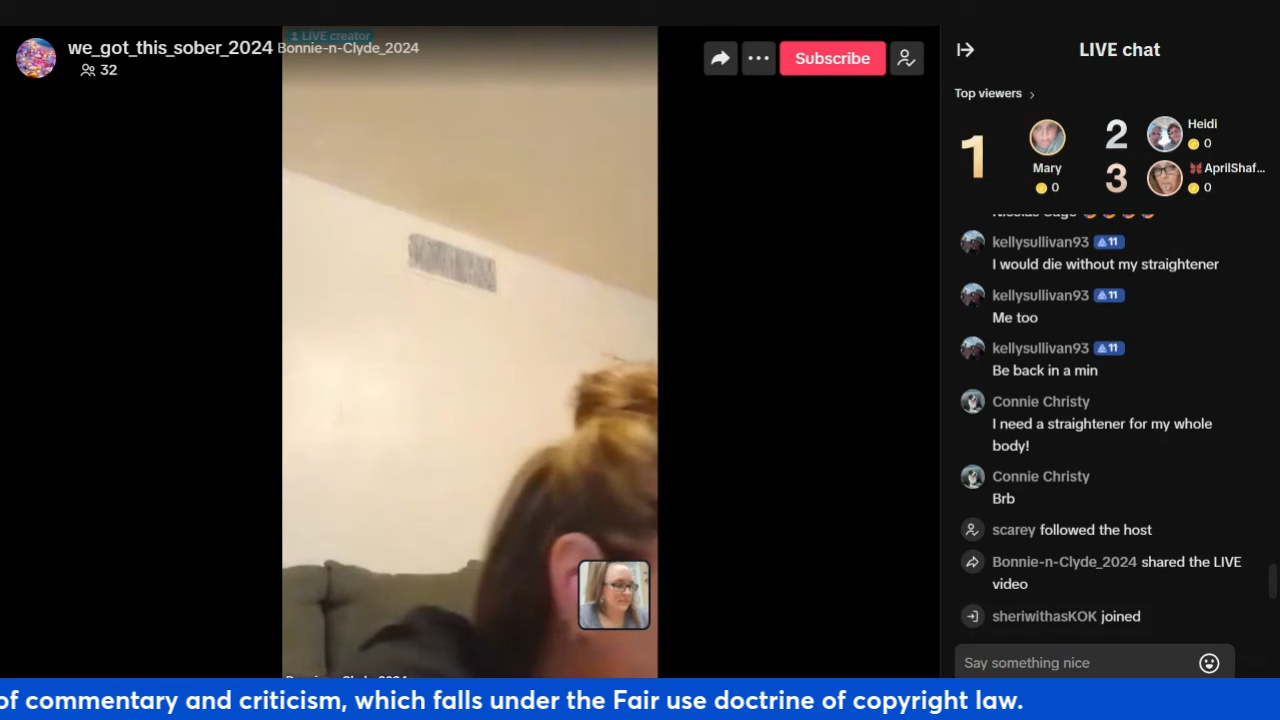 LIVE creator
we_got_this_sober_2024 Bonnie-n-Clyde_2024
32
Subscribe
LIVE chat
Top viewers
1
Mary
0
2
Heidi
0
3
AprilShaf...
0
kellysullivan93 11
I would die without my straightener
kellysullivan93 11
Me too
kellysullivan93 11
Be back in a min
Connie Christy
I need a straightener for my whole
body!
Connie Christy
Brb
scarey followed the host
Bonnie-n-Clyde_2024 shared the LIVE
video
sheriwithasKOK joined
Say something nice
of commentary and criticism, which falls under the Fair use doctrine of copyright law.